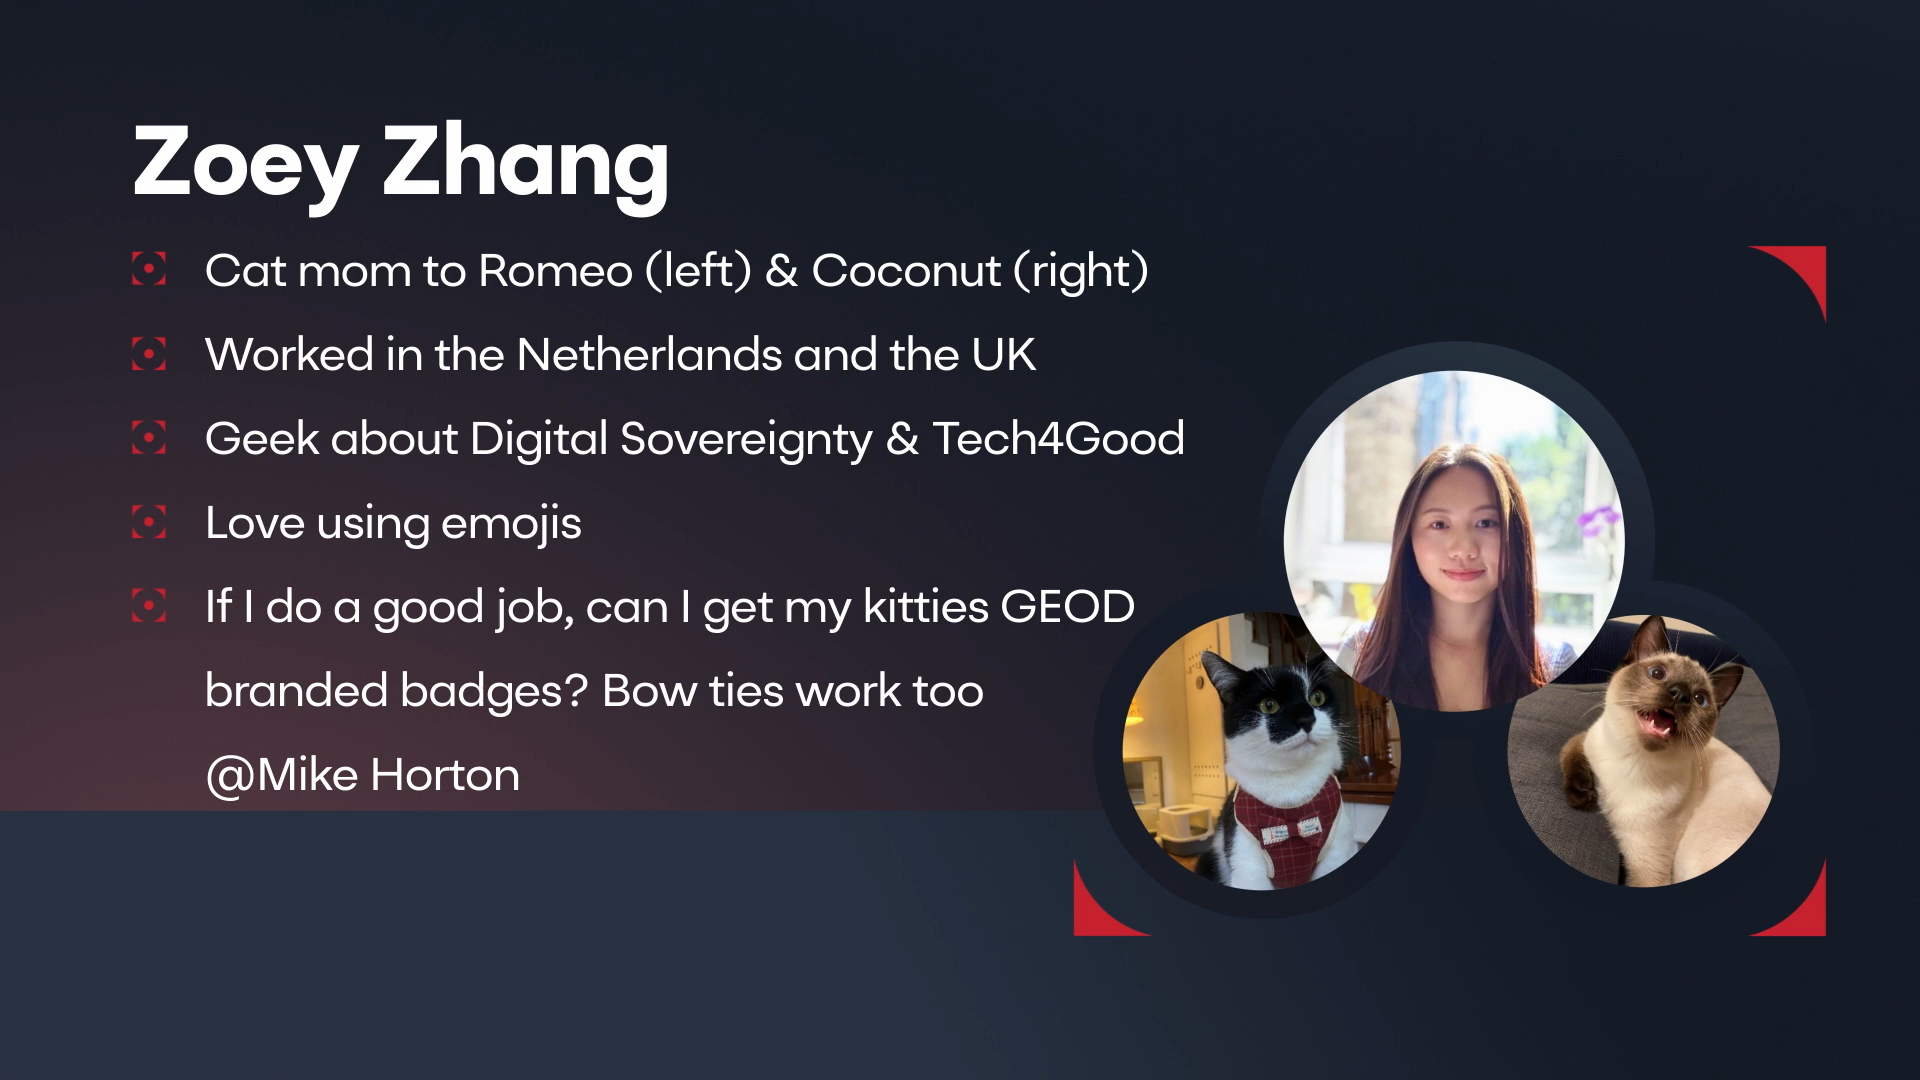 Zoey Zhang
Cat mom to Romeo (left) & Coconut (right)
Worked in the Netherlands and the UK
Geek about Digital Sovereignty & Tech4Good
Love using emojis
If I do a good job, can I get my kitties GEOD
branded badges? Bow ties work too
@Mike Horton